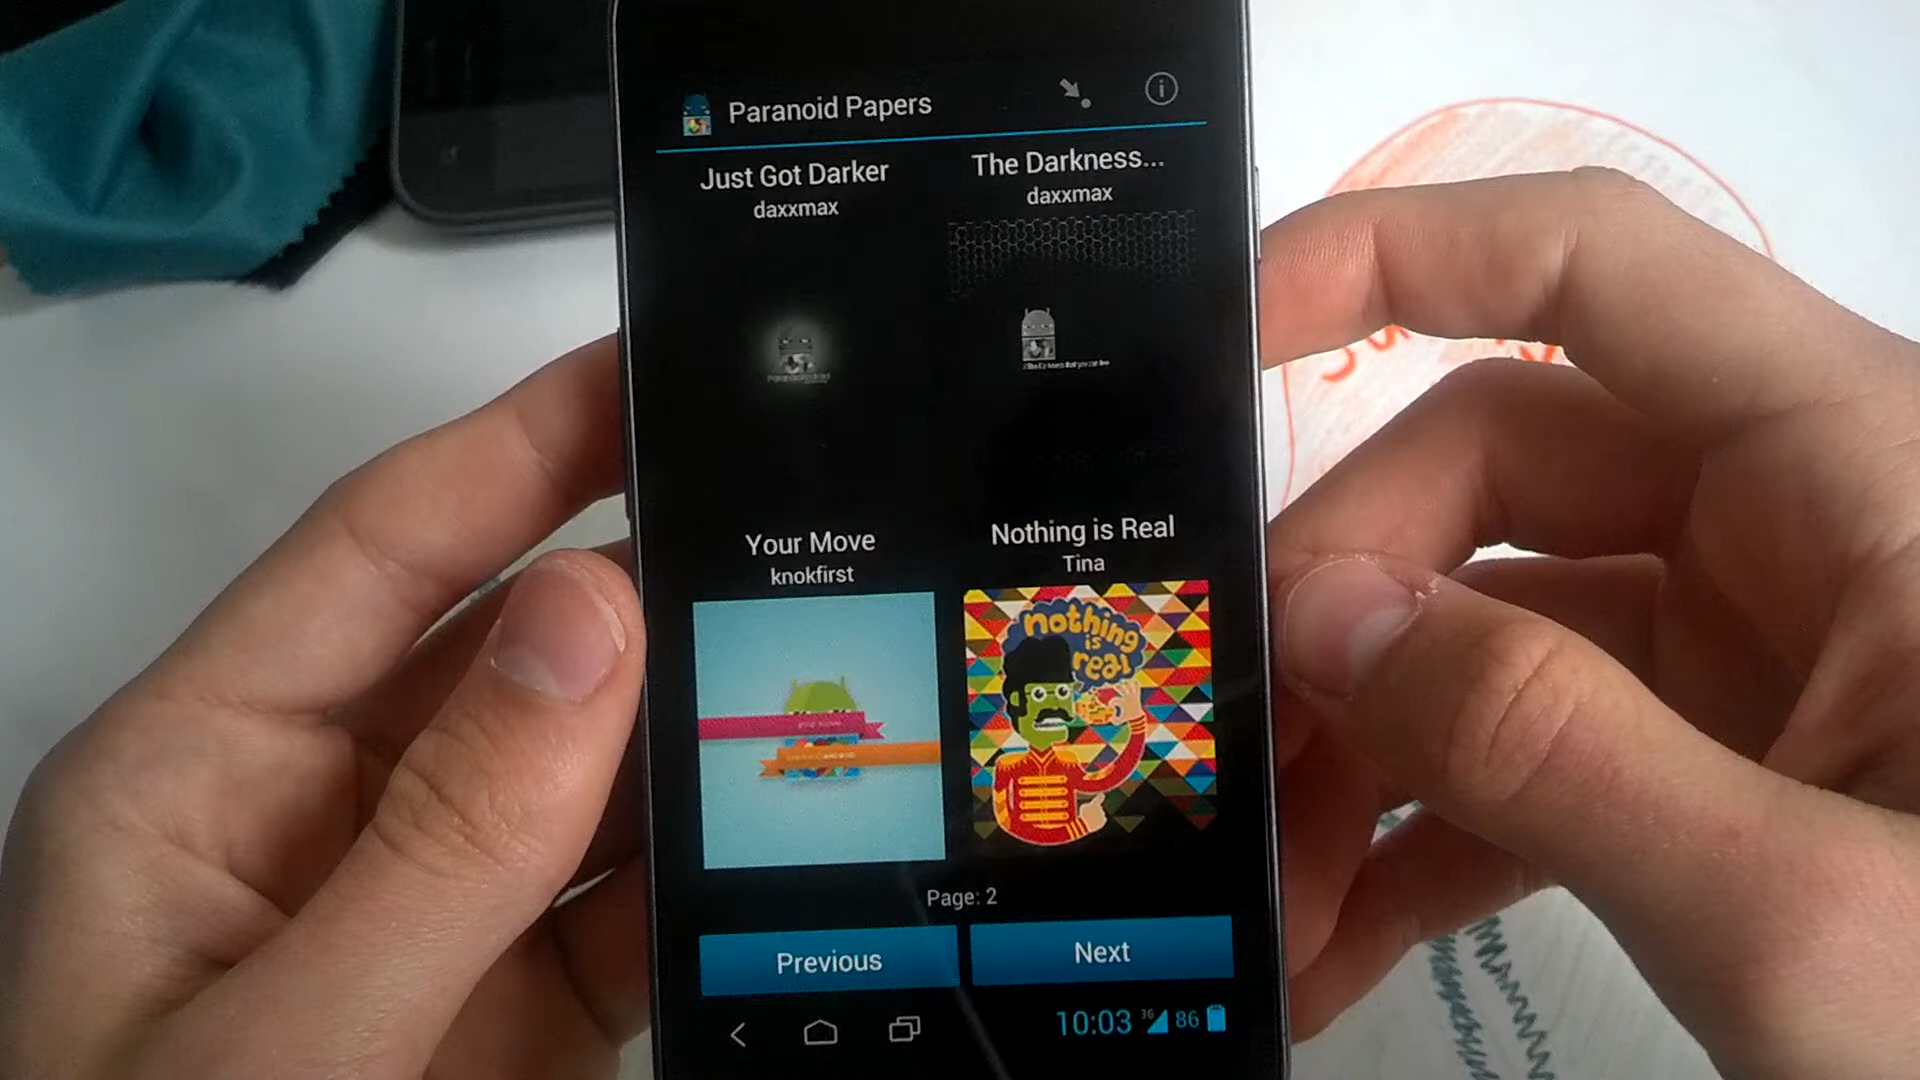 Paranoid Papers
Just Got Darker
daxxmax
The Darkness...
daxxmax
Your Move
knokfirst
Nothing is Real
Tina
nothing
is
real
Page: 2
Previous
Next
10:03 3G 86